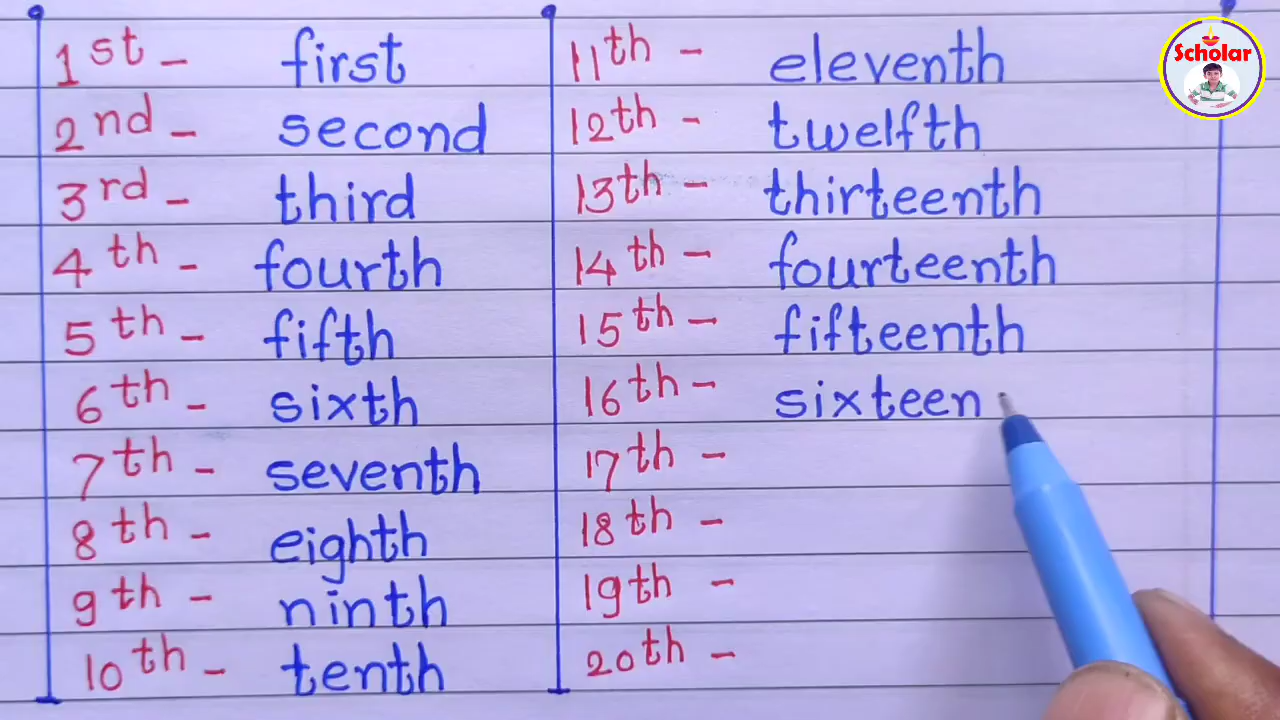 1st - first
2nd - second
3rd - third
4th - fourth
5th - fifth
6th - sixth
7th - seventh
8th - eighth
9th - ninth
10th - tenth
11th - eleventh
12th - twelfth
13th - thirteenth
14th - fourteenth
15th - fifteenth
16th - sixteen
17th -
18th -
19th -
20th -
Scholar